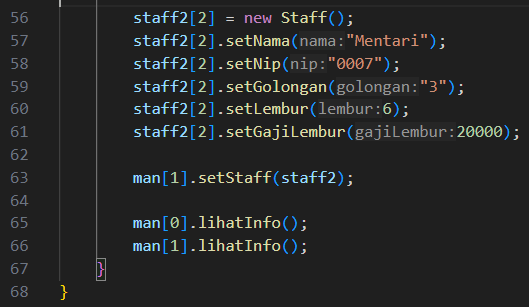 56 staff2[2] = new Staff();
57 staff2[2].setNama(nama:"Mentari");
58 staff2[2].setNip(nip:"0007");
59 staff2[2].setGolongan(golongan:"3");
60 staff2[2].setLembur(lembur:6);
61 staff2[2].setGajiLembur(gajiLembur:20000);
62
63 man[1].setStaff(staff2);
64
65 man[0].lihatInfo();
66 man[1].lihatInfo();
67 }
68 }